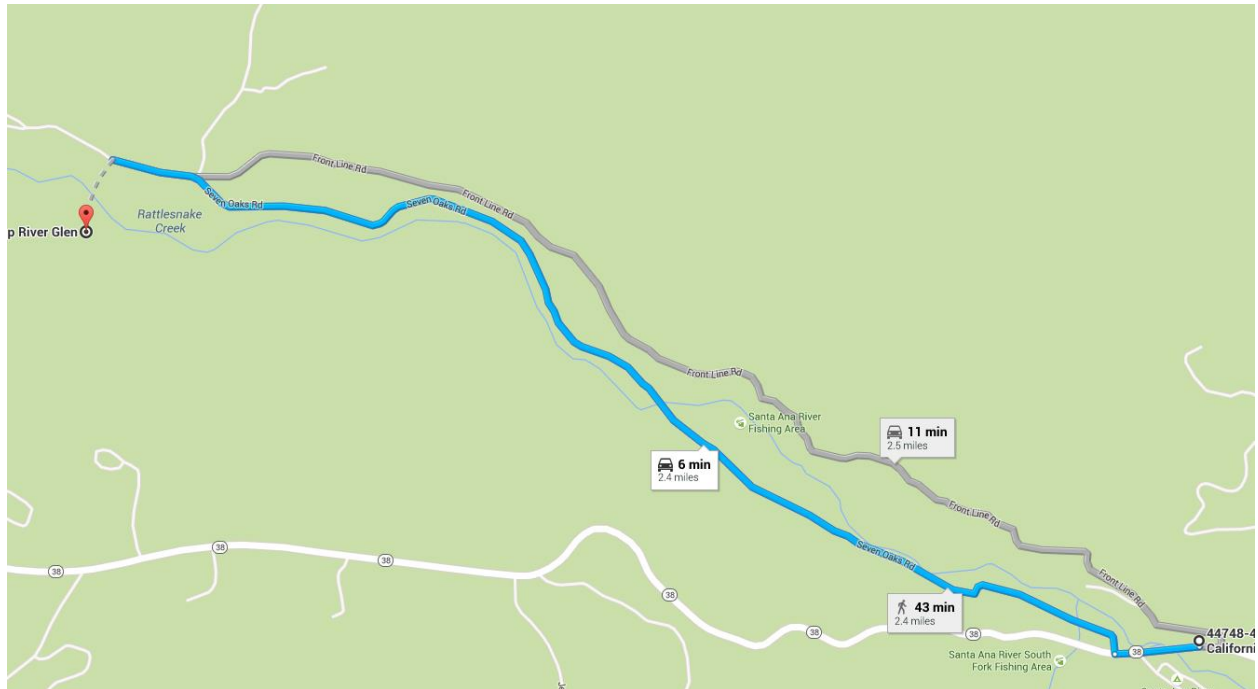 Front Line Rd
Seven Oaks Rd
Seven Oaks Rd
Front Line Rd
Rattlesnake
Creek
p River Glen
Front Line Rd
Santa Ana River
Fishing Area
11 min
2.5 miles
6 min
2.4 miles
Front Line Rd
38
38
38
Seven Oaks Rd
Front Line Rd
43 min
2.4 miles
38
38
38
44748-4
Californi
Santa Ana River South
Fork Fishing Area